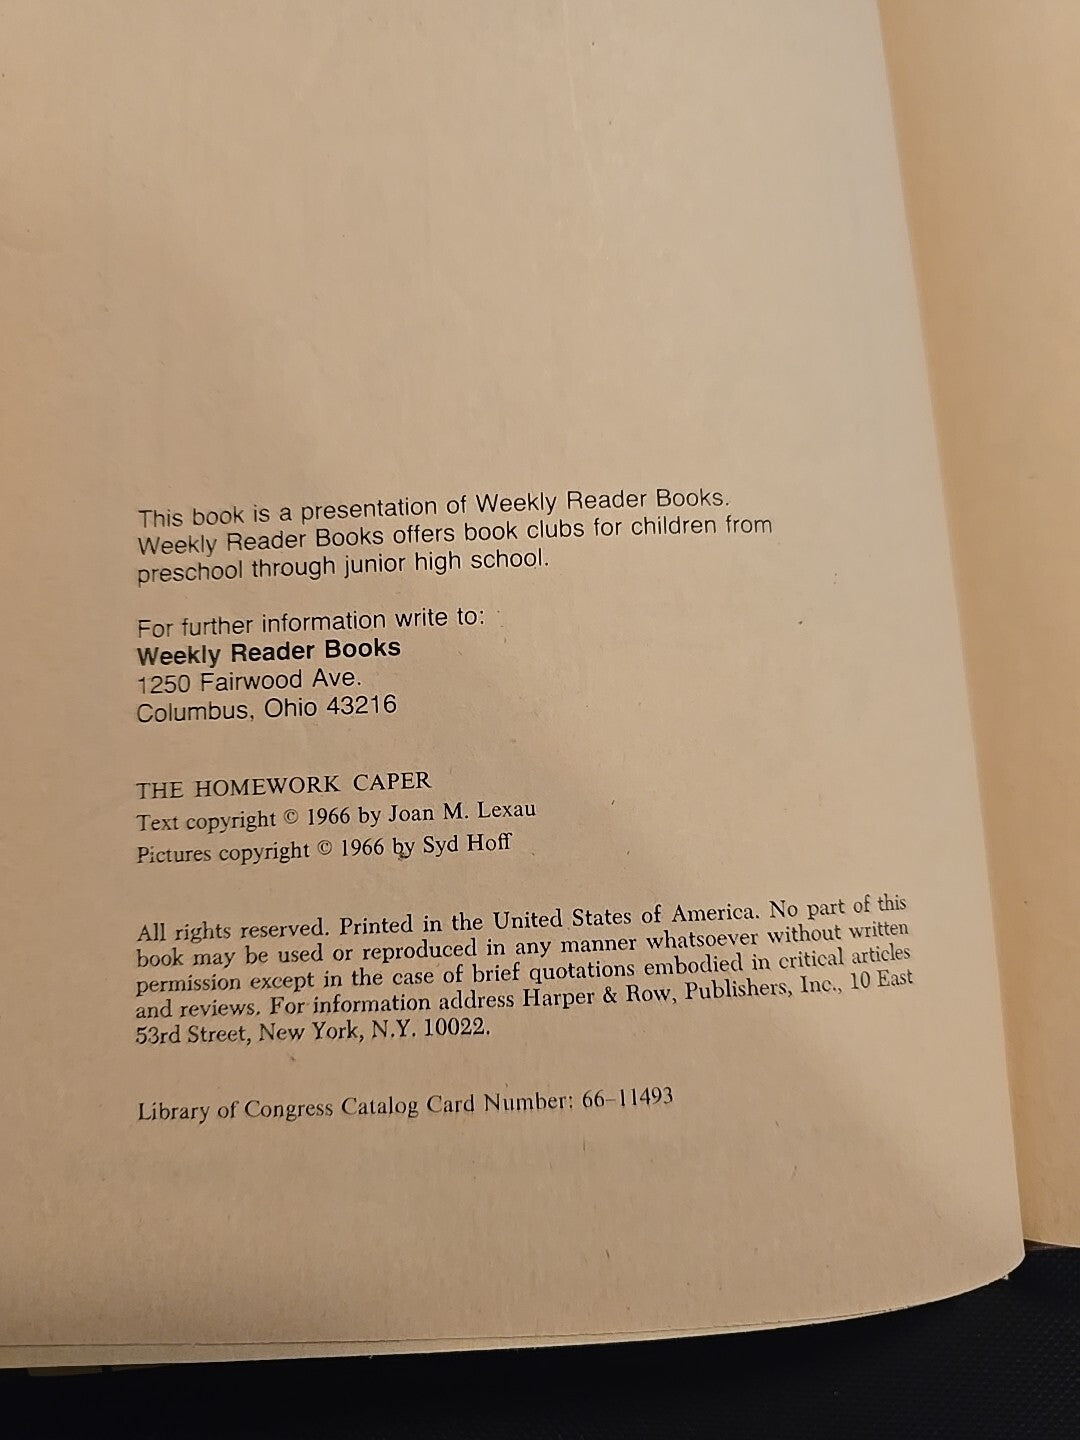 This book is a presentation of Weekly Reader Books.
Weekly Reader Books offers book clubs for children from
preschool through junior high school.
For further information write to:
Weekly Reader Books
1250 Fairwood Ave.
Columbus, Ohio 43216
THE HOMEWORK CAPER
Text copyright © 1966 by Joan M. Lexau
Pictures copyright © 1966 by Syd Hoff
All rights reserved. Printed in the United States of America. No part of this
book may be used or reproduced in any manner whatsoever without written
permission except in the case of brief quotations embodied in critical articles
and reviews. For information address Harper & Row, Publishers, Inc., 10 East
53rd Street, New York, N.Y. 10022.
Library of Congress Catalog Card Number: 66–11493